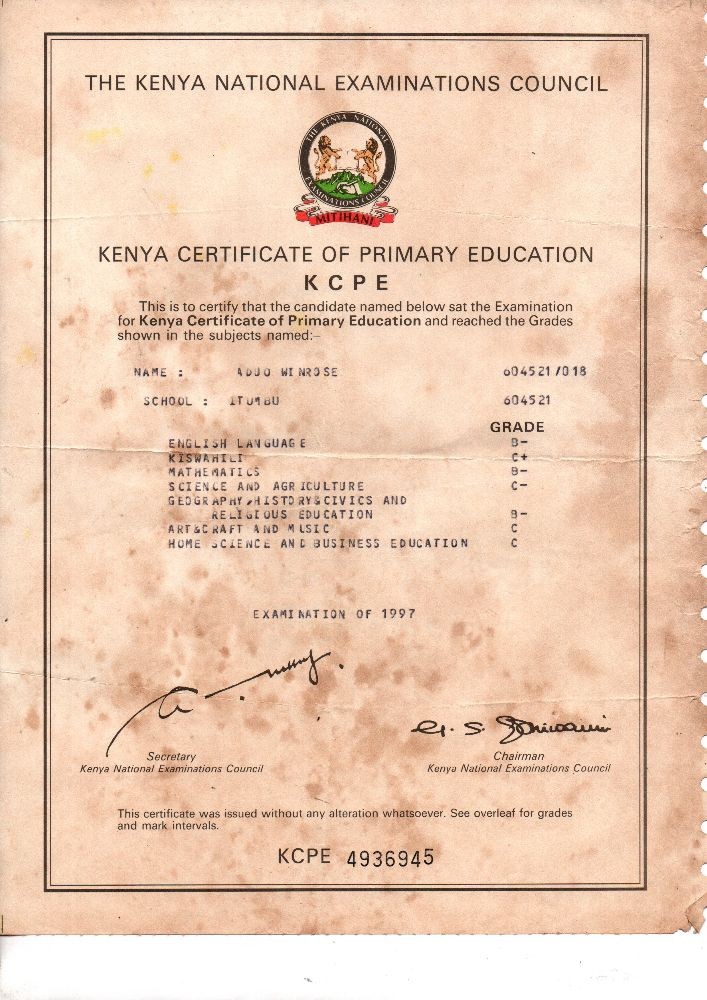 THE KENYA NATIONAL EXAMINATIONS COUNCIL
THE KENYA NATIONAL
EXAMINATIONS COUNCIL
MITIHANI
KENYA CERTIFICATE OF PRIMARY EDUCATION
KCPE
This is to certify that the candidate named below sat the Examination
for Kenya Certificate of Primary Education and reached the Grades
shown in the subjects named:–
NAME : ADJO WINROSE 604521/018
SCHOOL : ITUMBU 604521
GRADE
ENGLISH LANGUAGE B-
KISWAHILI C+
MATHEMATICS B-
SCIENCE AND AGRICULTURE C-
GEOGRAPHY,HISTORY&CIVICS AND
RELIGIOUS EDUCATION B-
ART&CRAFT AND MUSIC C
HOME SCIENCE AND BUSINESS EDUCATION C
EXAMINATION OF 1997
Secretary
Kenya National Examinations Council
Chairman
Kenya National Examinations Council
This certificate was issued without any alteration whatsoever. See overleaf for grades
and mark intervals.
KCPE 4936945